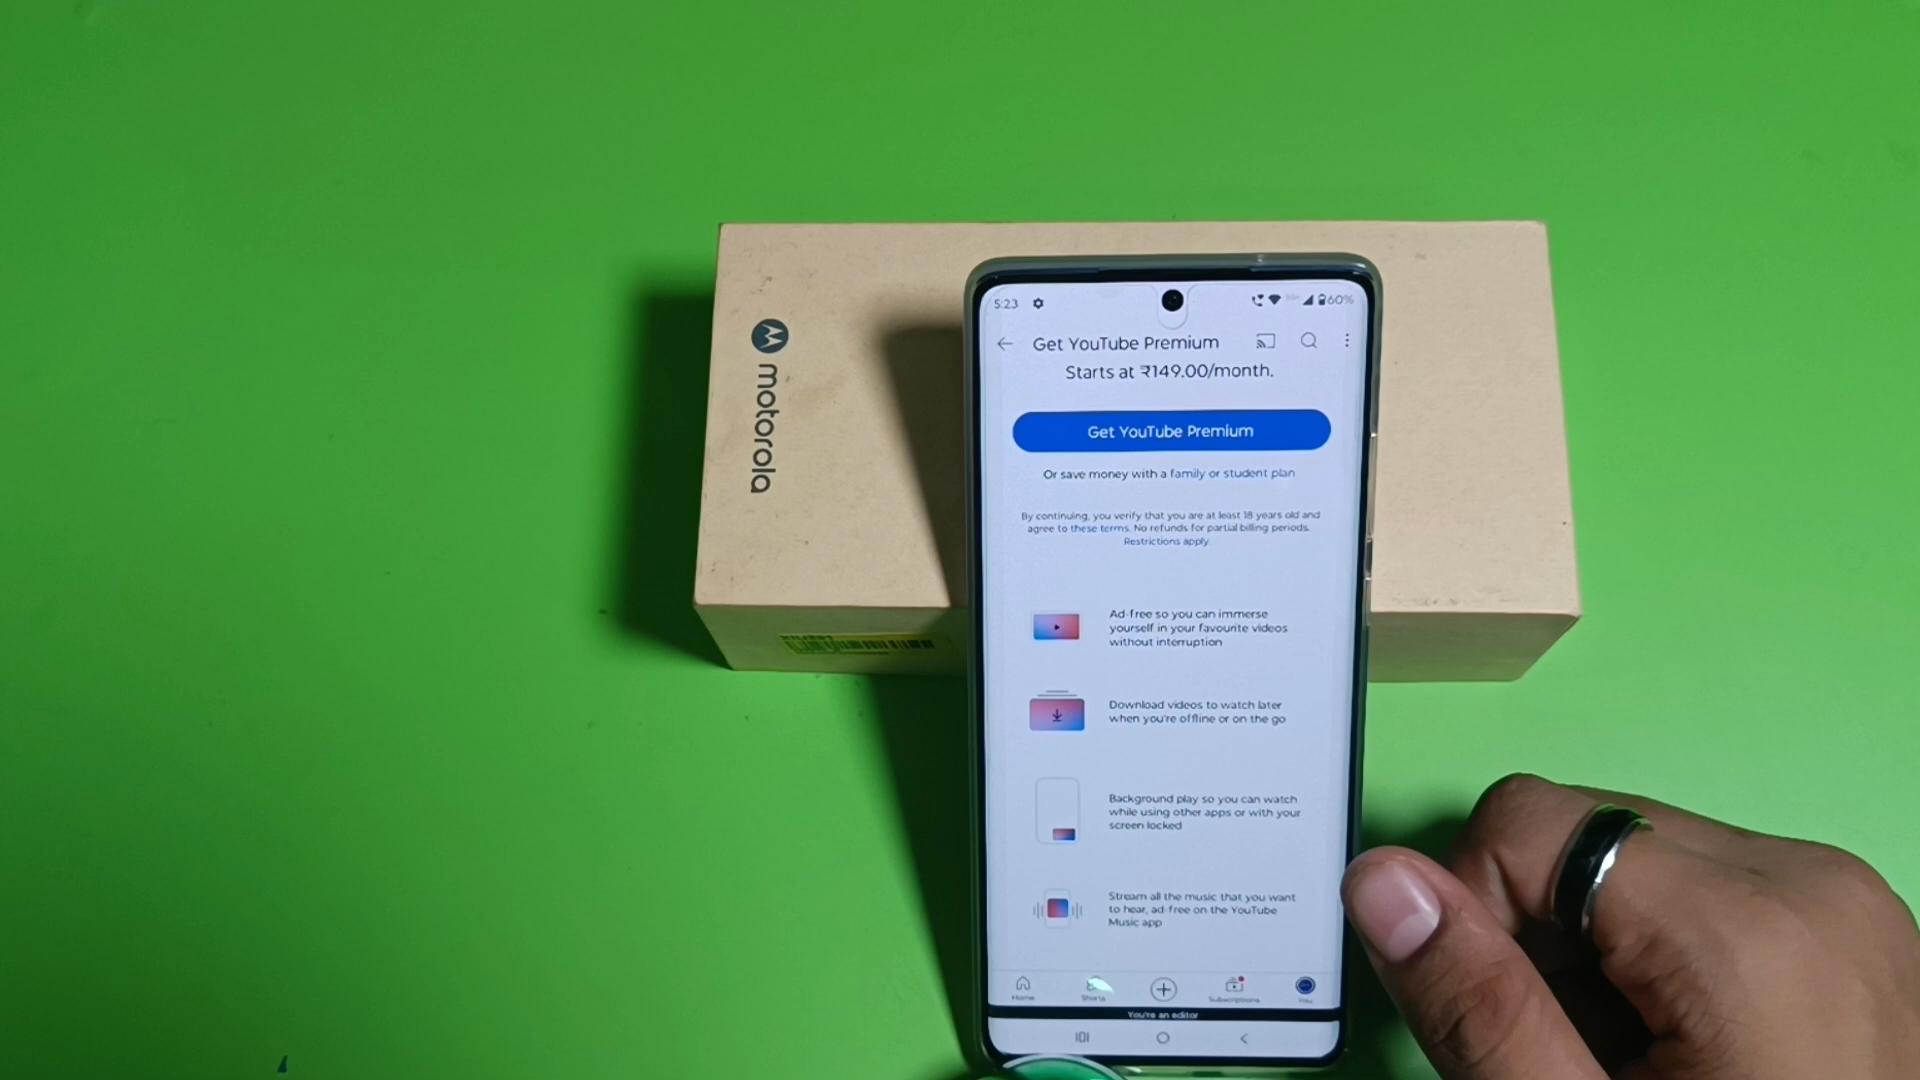 motorola
5:23
60%
Get YouTube Premium
Starts at ₹149.00/month.
Get YouTube Premium
Or save money with a family or student plan
By continuing, you verify that you are at least 18 years old and
agree to these terms. No refunds for partial billing periods.
Restrictions apply.
Ad-free so you can immerse
yourself in your favourite videos
without interruption
Download videos to watch later
when you're offline or on the go
Background play so you can watch
while using other apps or with your
screen locked
Stream all the music that you want
to hear, ad-free on the YouTube
Music app
Home
Shorts
Subscriptions
You
You're an editor